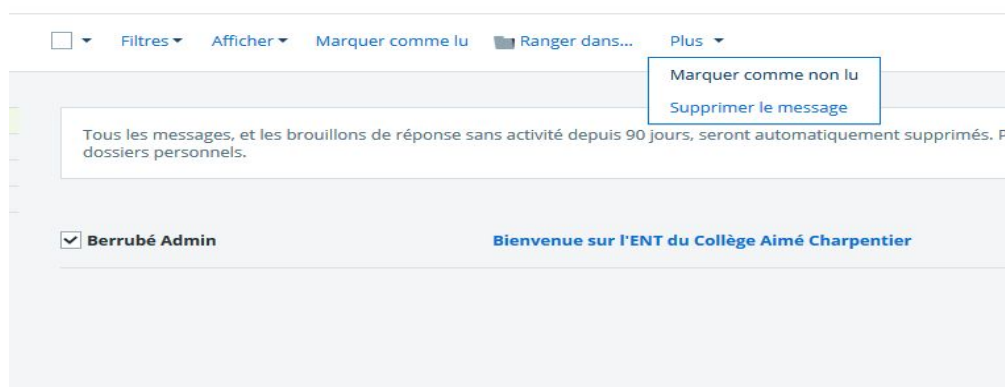 Filtres Afficher Marquer comme lu Ranger dans... Plus
Marquer comme non lu
Supprimer le message
Tous les messages, et les brouillons de réponse sans activité depuis 90 jours, seront automatiquement supprimés. P
dossiers personnels.
Berrubé Admin Bienvenue sur l'ENT du Collège Aimé Charpentier